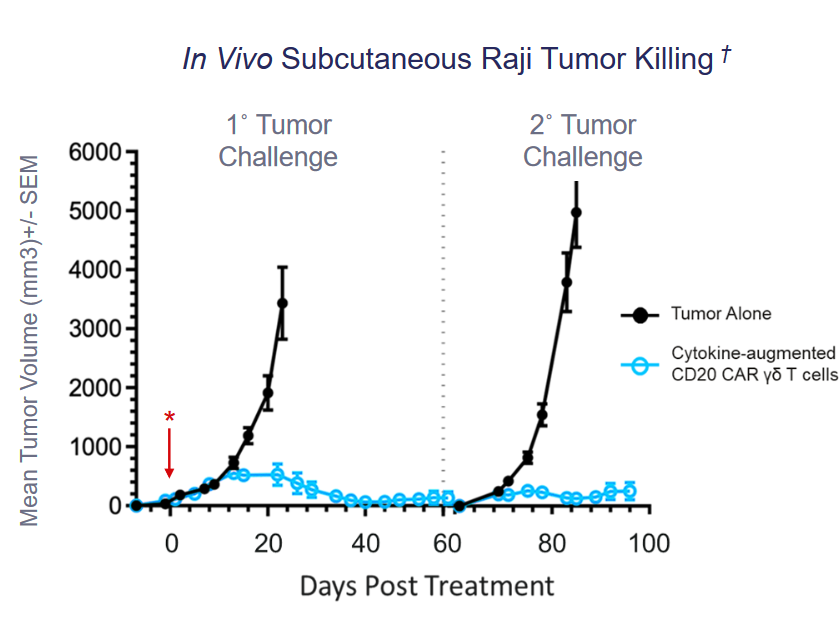 In Vivo Subcutaneous Raji Tumor Killing †
1° Tumor
Challenge
2° Tumor
Challenge
Mean Tumor Volume (mm3)+/- SEM
6000
5000
4000
3000
2000
1000
0
*
Tumor Alone
Cytokine-augmented
CD20 CAR γδ T cells
0 20 40 60 80 100
Days Post Treatment